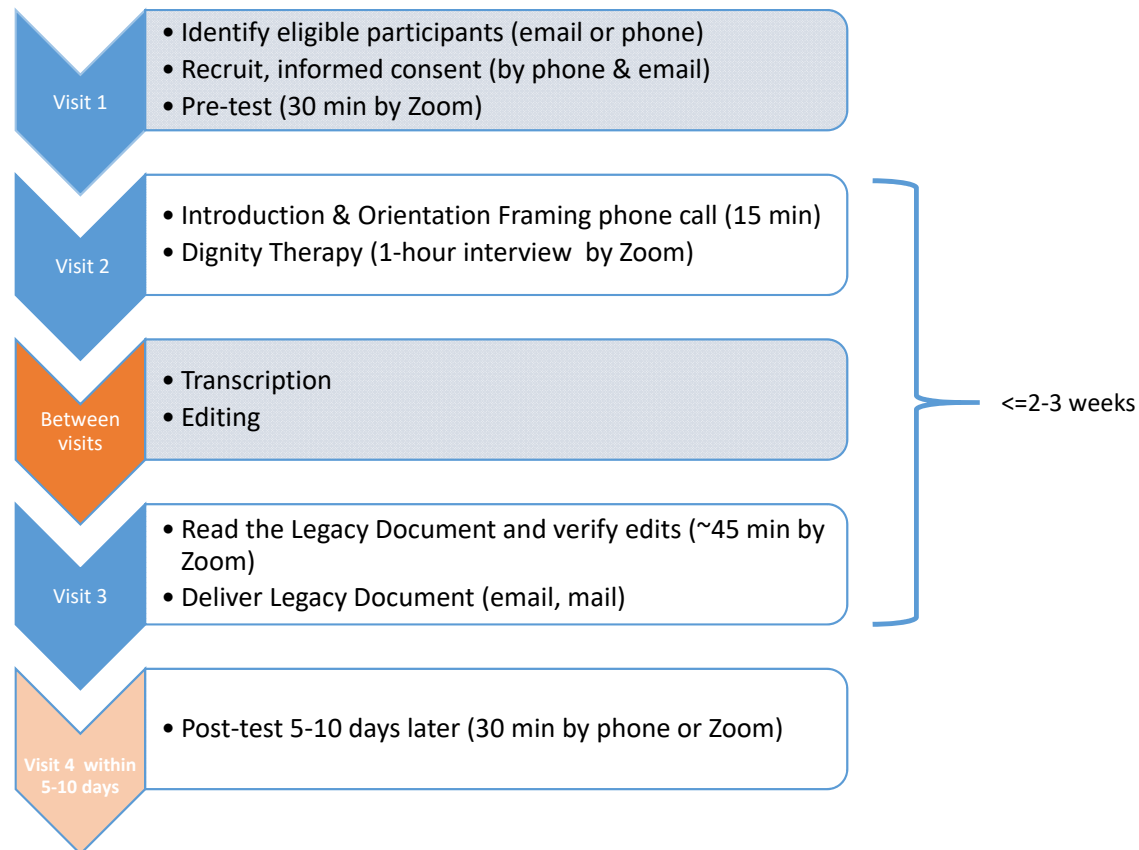 Visit 1
• Identify eligible participants (email or phone)
• Recruit, informed consent (by phone & email)
• Pre-test (30 min by Zoom)
Visit 2
• Introduction & Orientation Framing phone call (15 min)
• Dignity Therapy (1-hour interview  by Zoom)
Between
visits
• Transcription
• Editing
Visit 3
• Read the Legacy Document and verify edits (~45 min by
Zoom)
• Deliver Legacy Document (email, mail)
<=2-3 weeks
Visit 4  within
5-10 days
• Post-test 5-10 days later (30 min by phone or Zoom)